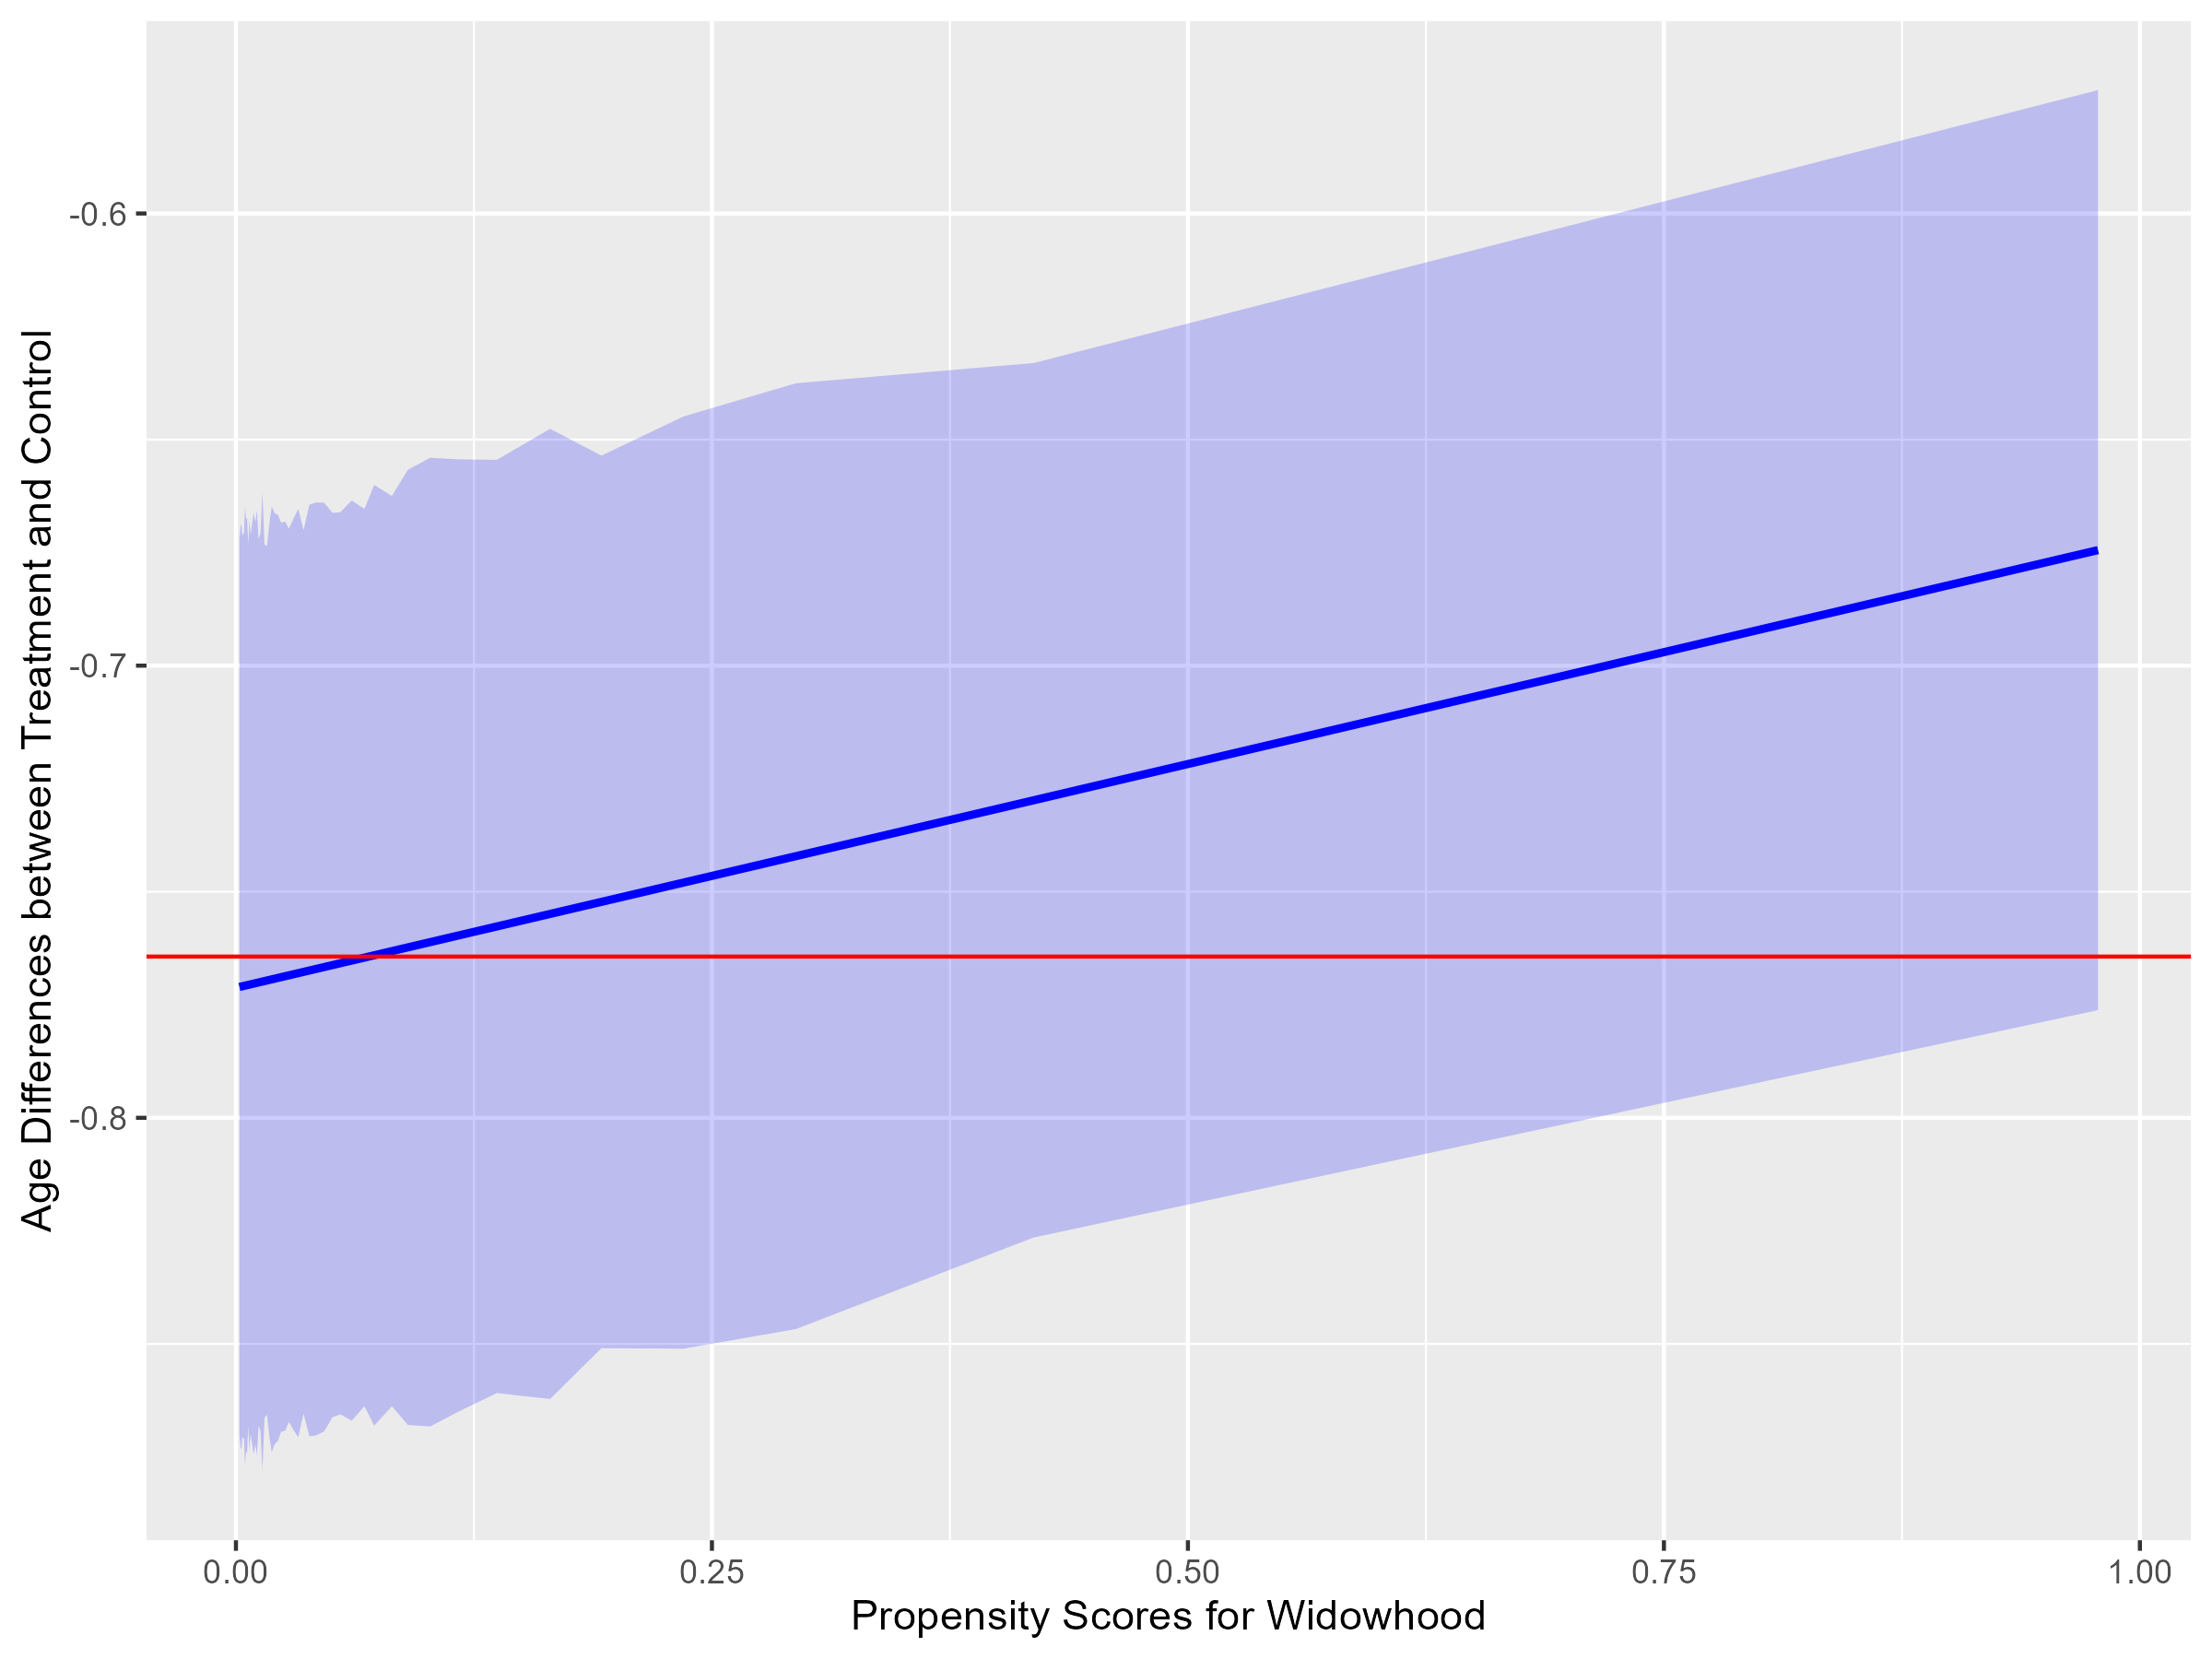 Age Differences between Treatment and Control
-0.6
-0.7
-0.8
0.00 0.25 0.50 0.75 1.00
Propensity Scores for Widowhood